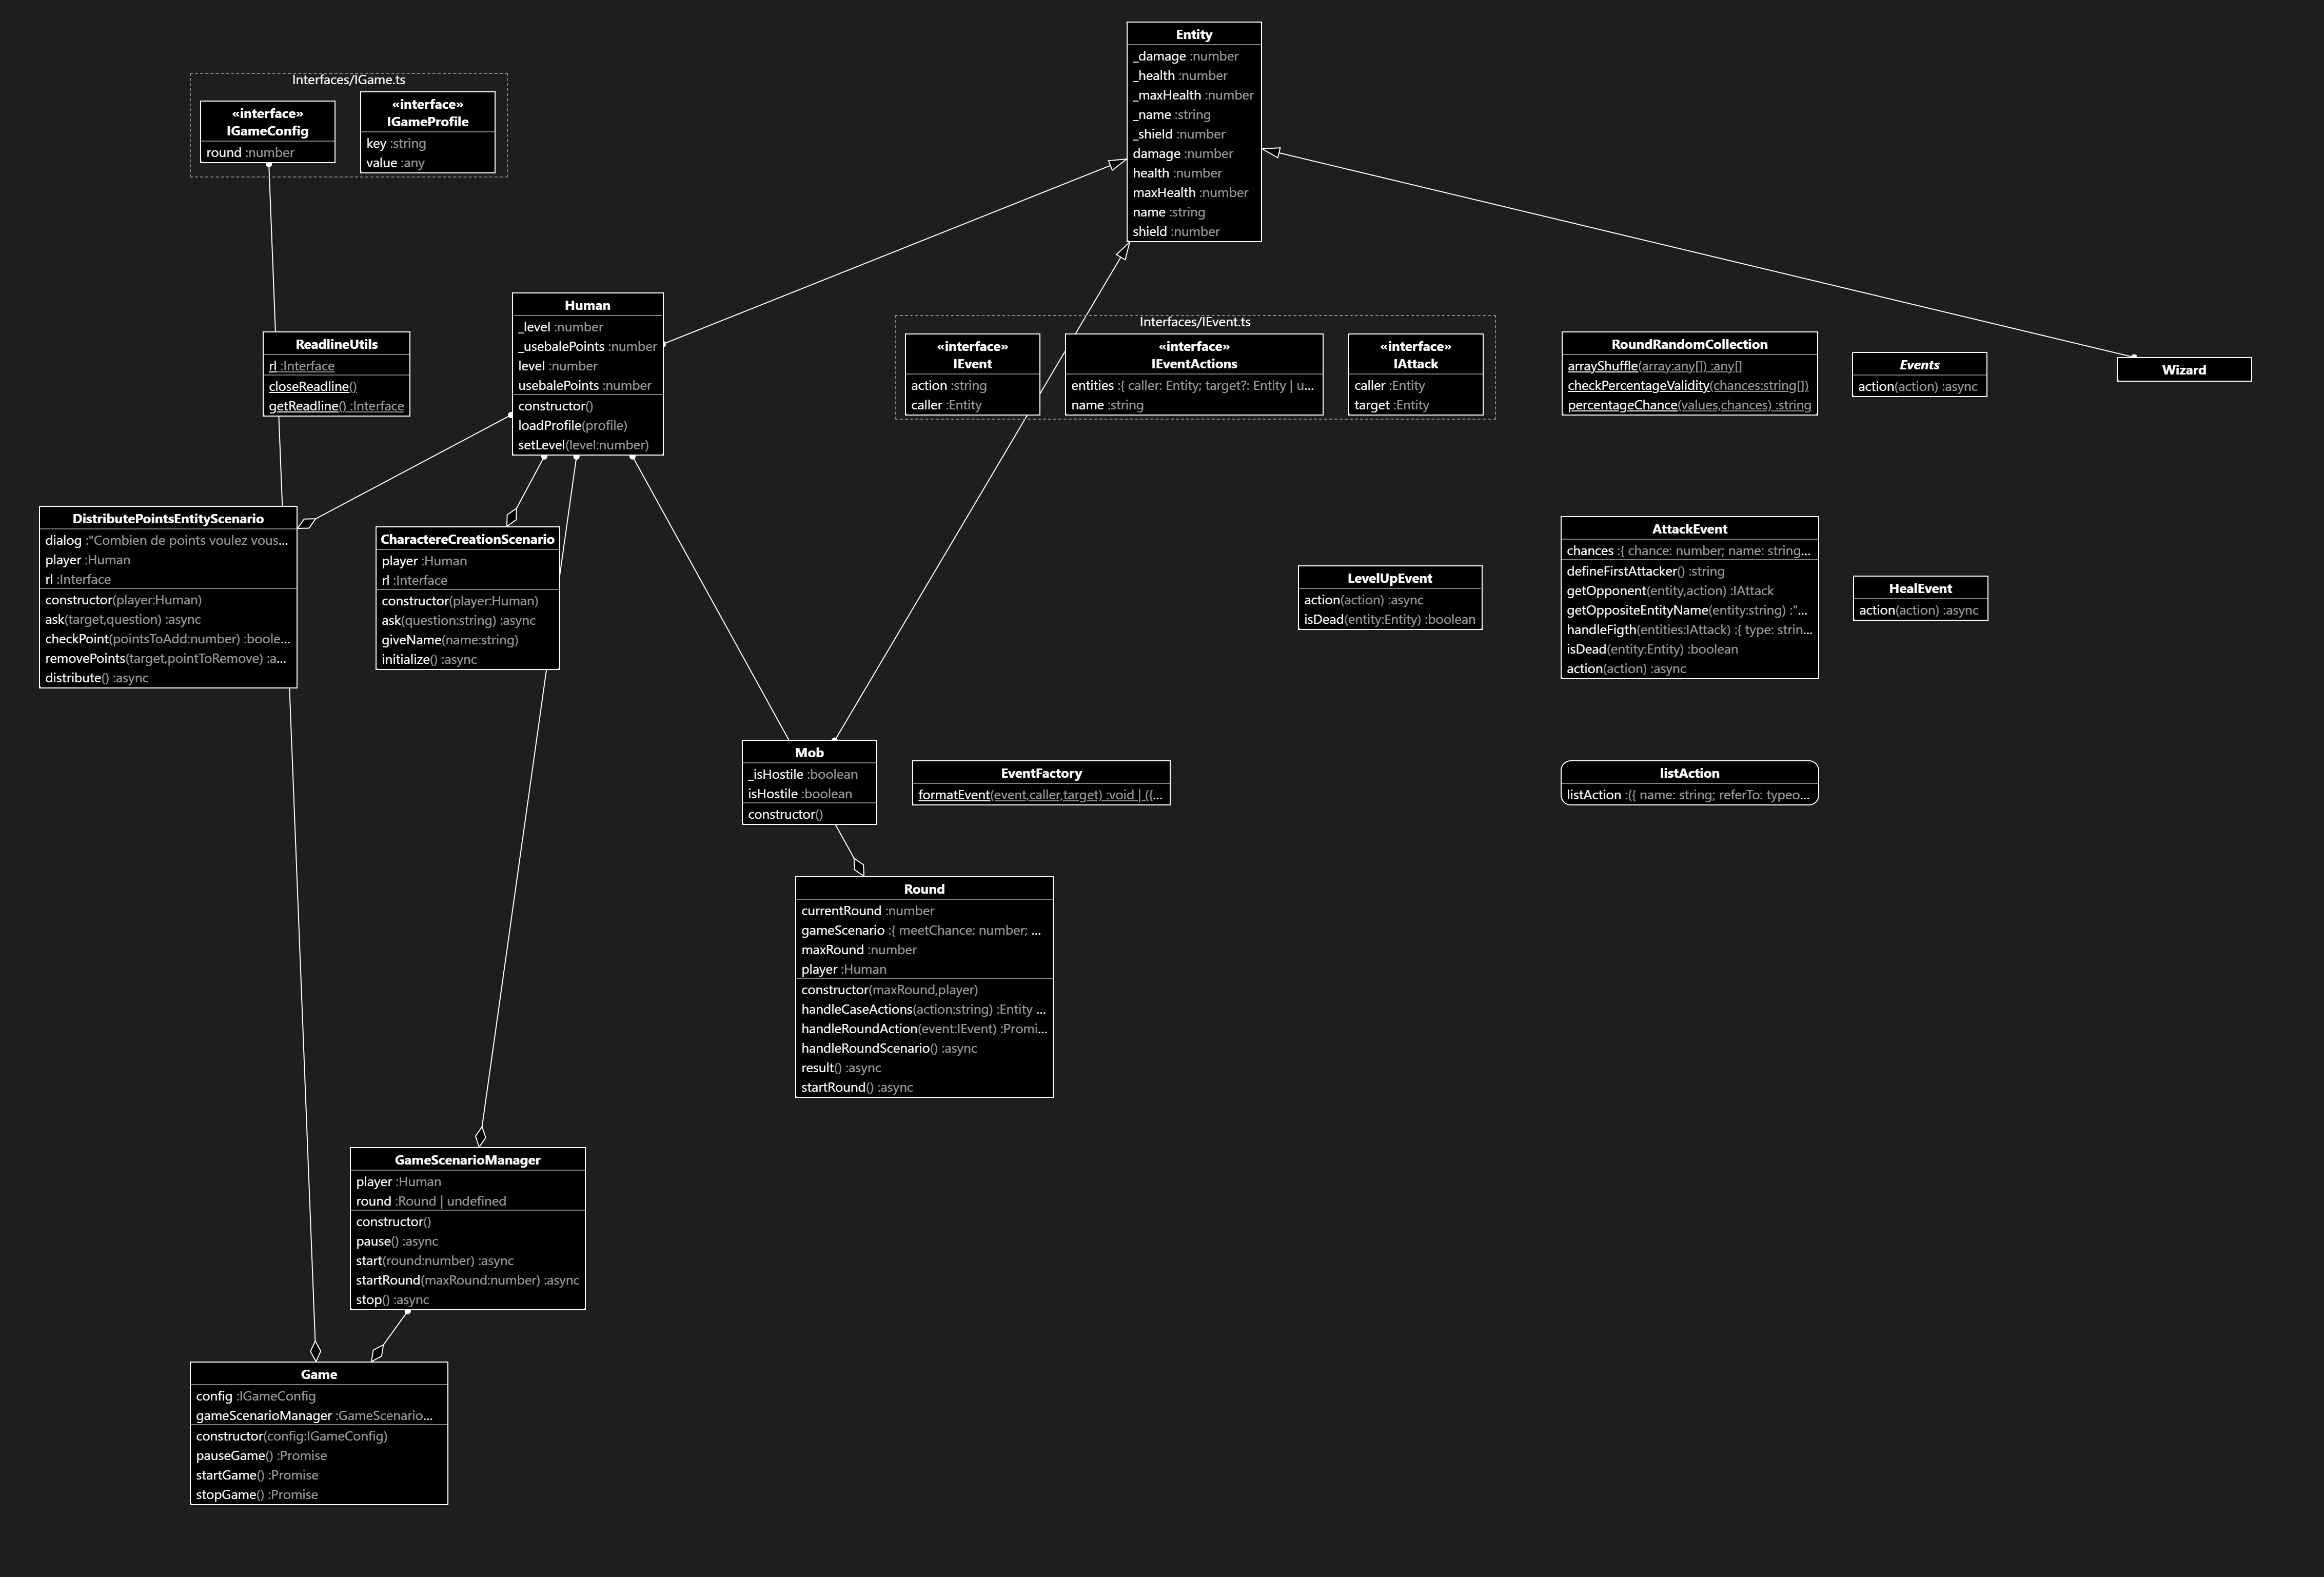 Entity
_damage :number
_health :number
_maxHealth :number
_name :string
_shield :number
damage :number
health :number
maxHealth :number
name :string
shield :number
Interfaces/IGame.ts
«interface»
IGameConfig
round :number
«interface»
IGameProfile
key :string
value :any
Human
_level :number
_usebalePoints :number
level :number
usebalePoints :number
constructor()
loadProfile(profile)
setLevel(level:number)
Interfaces/IEvent.ts
«interface»
IEvent
action :string
caller :Entity
«interface»
IEventActions
entities :{ caller: Entity; target?: Entity | u...
name :string
«interface»
IAttack
caller :Entity
target :Entity
ReadlineUtils
rl :Interface
closeReadline()
getReadline() :Interface
RoundRandomCollection
arrayShuffle(array:any[]) :any[]
checkPercentageValidity(chances:string[])
percentageChance(values,chances) :string
Events
action(action) :async
Wizard
DistributePointsEntityScenario
dialog :"Combien de points voulez vous...
player :Human
rl :Interface
constructor(player:Human)
ask(target,question) :async
checkPoint(pointsToAdd:number) :boole...
removePoints(target,pointToRemove) :a...
distribute() :async
CharactereCreationScenario
player :Human
rl :Interface
constructor(player:Human)
ask(question:string) :async
giveName(name:string)
initialize() :async
LevelUpEvent
action(action) :async
isDead(entity:Entity) :boolean
AttackEvent
chances :{ chance: number; name: string...
defineFirstAttacker() :string
getOpponent(entity,action) :IAttack
getOppositeEntityName(entity:string) :"...
handleFigth(entities:IAttack) :{ type: strin...
isDead(entity:Entity) :boolean
action(action) :async
HealEvent
action(action) :async
Mob
_isHostile :boolean
isHostile :boolean
constructor()
EventFactory
formatEvent(event,caller,target) :void | ({...
listAction
listAction :({ name: string; referTo: typeo...
Round
currentRound :number
gameScenario :{ meetChance: number; ...
maxRound :number
player :Human
constructor(maxRound,player)
handleCaseActions(action:string) :Entity ...
handleRoundAction(event:IEvent) :Promi...
handleRoundScenario() :async
result() :async
startRound() :async
GameScenarioManager
player :Human
round :Round | undefined
constructor()
pause() :async
start(round:number) :async
startRound(maxRound:number) :async
stop() :async
Game
config :IGameConfig
gameScenarioManager :GameScenario...
constructor(config:IGameConfig)
pauseGame() :Promise
startGame() :Promise
stopGame() :Promise